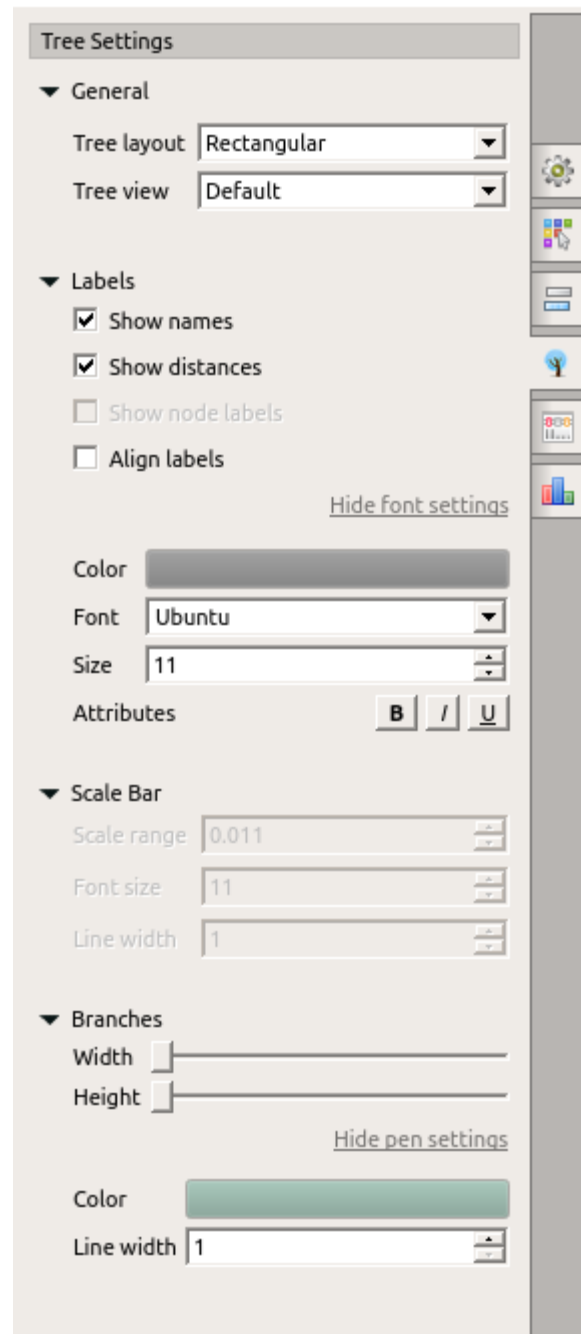 Tree Settings
General
Tree layout Rectangular
Tree view Default
Labels
Show names
Show distances
Show node labels
Align labels
Hide font settings
Color
Font Ubuntu
Size 11
Attributes B I U
Scale Bar
Scale range 0.011
Font size 11
Line width 1
Branches
Width
Height
Hide pen settings
Color
Line width 1